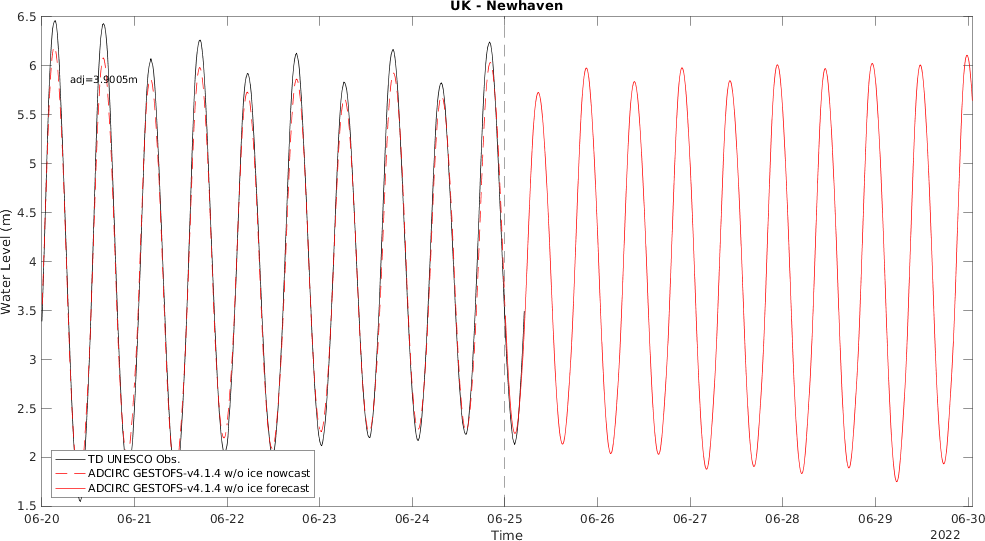 UK - Newhaven
6.5
6
5.5
5
4.5
4
3.5
3
2.5
2
1.5
Water Level (m)
adj=3.9005m
TD UNESCO Obs.
ADCIRC GESTOFS-v4.1.4 w/o ice nowcast
ADCIRC GESTOFS-v4.1.4 w/o ice forecast
06-20 06-21 06-22 06-23 06-24 06-25 06-26 06-27 06-28 06-29 06-30
Time
2022